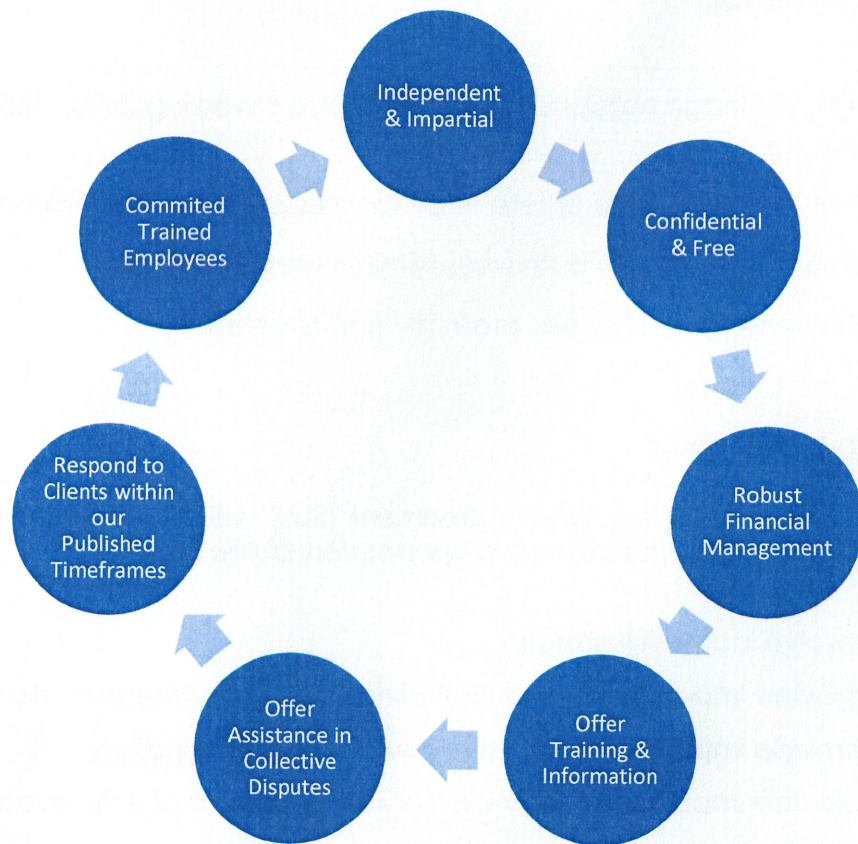 Independent
& Impartial
Confidential
& Free
Robust
Financial
Management
Offer
Training &
Information
Offer
Assistance in
Collective
Disputes
Respond to
Clients within
our
Published
Timeframes
Commited
Trained
Employees